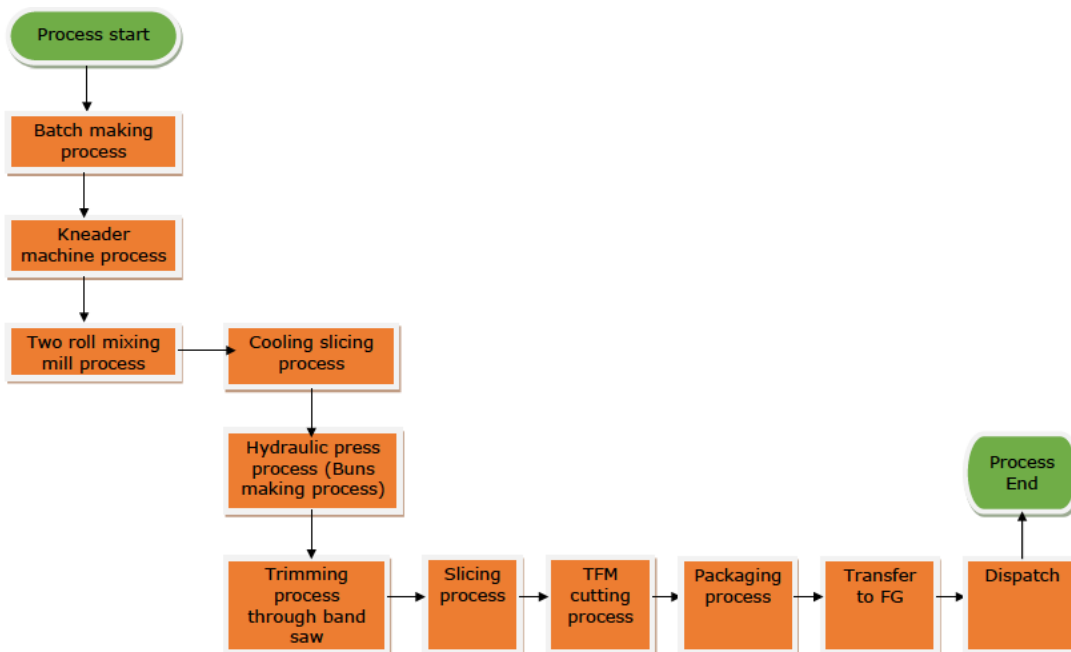 Process start
Batch making
process
Kneader
machine process
Two roll mixing
mill process
Cooling slicing
process
Hydraulic press
process (Buns
making process)
Trimming
process
through band
saw
Slicing
process
TFM
cutting
process
Packaging
process
Transfer
to FG
Dispatch
Process
End